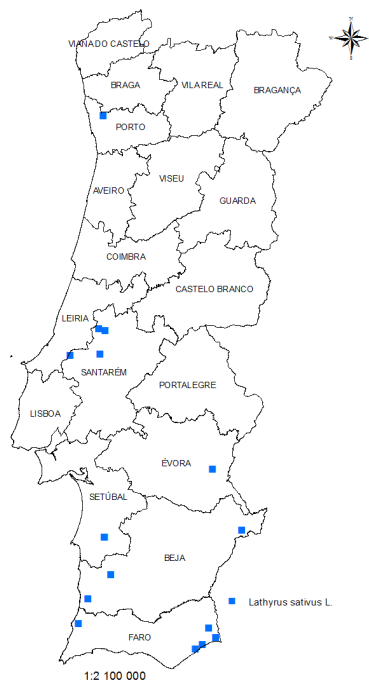 VIANA DO CASTELO
BRAGA
VILA REAL
BRAGANÇA
PORTO
AVEIRO
VISEU
GUARDA
COIMBRA
CASTELO BRANCO
LEIRIA
SANTARÉM
PORTALEGRE
LISBOA
ÉVORA
SETÚBAL
BEJA
Lathyrus sativus L.
FARO
1:2 100 000